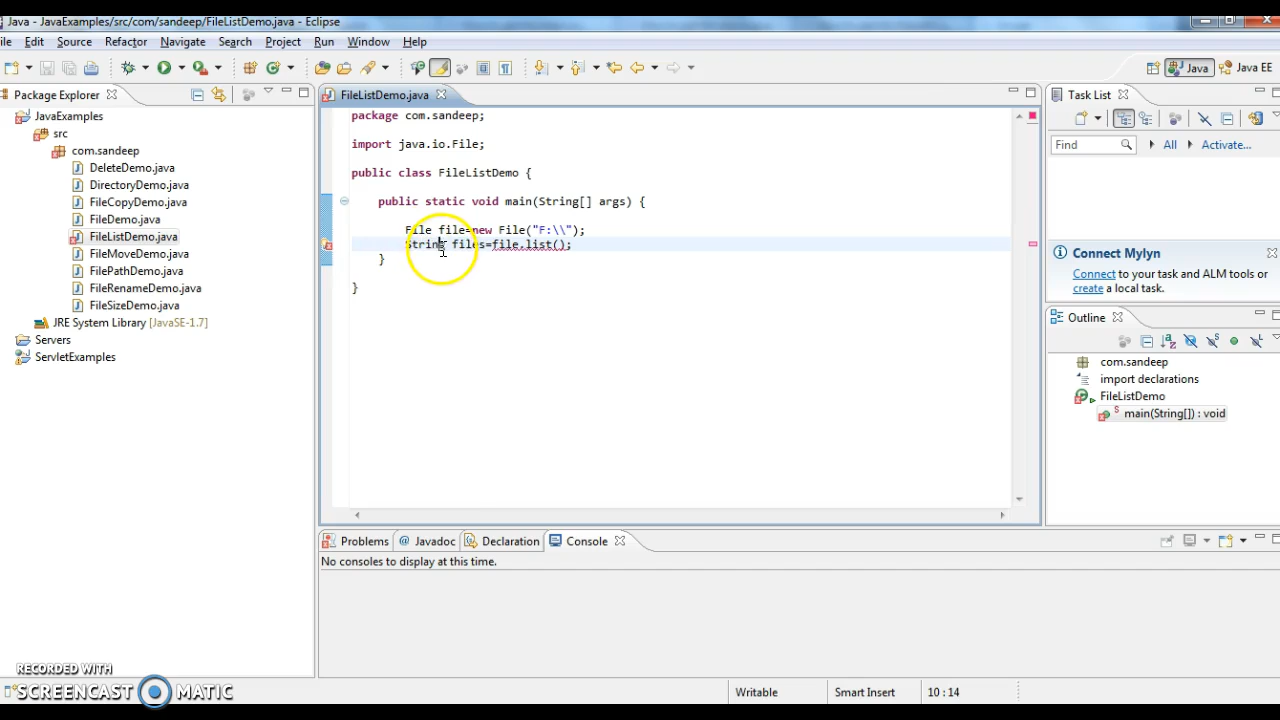 Java - JavaExamples/src/com/sandeep/FileListDemo.java - Eclipse
ile Edit Source Refactor Navigate Search Project Run Window Help
Java
Java EE
Package Explorer
JavaExamples
src
com.sandeep
DeleteDemo.java
DirectoryDemo.java
FileCopyDemo.java
FileDemo.java
FileListDemo.java
FileMoveDemo.java
FilePathDemo.java
FileRenameDemo.java
FileSizeDemo.java
JRE System Library [JavaSE-1.7]
Servers
ServletExamples
FileListDemo.java
package com.sandeep;
import java.io.File;
public class FileListDemo {
public static void main(String[] args) {
File file=new File("F:\\");
String files=file.list();
}
}
Task List
Find
All
Activate...
Connect Mylyn
Connect to your task and ALM tools or
create a local task.
Outline
com.sandeep
import declarations
FileListDemo
main(String[]) : void
Problems @ Javadoc Declaration Console
No consoles to display at this time.
RECORDED WITH
SCREENCAST MATIC
Writable
Smart Insert
10 : 14